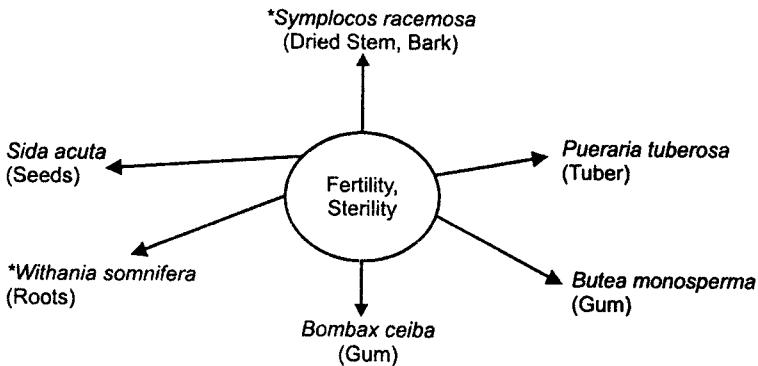 *Symplocos racemosa
(Dried Stem, Bark)
Sida acuta
(Seeds)
Pueraria tuberosa
(Tuber)
Fertility,
Sterility
*Withania somnifera
(Roots)
Butea monosperma
(Gum)
Bombax ceiba
(Gum)